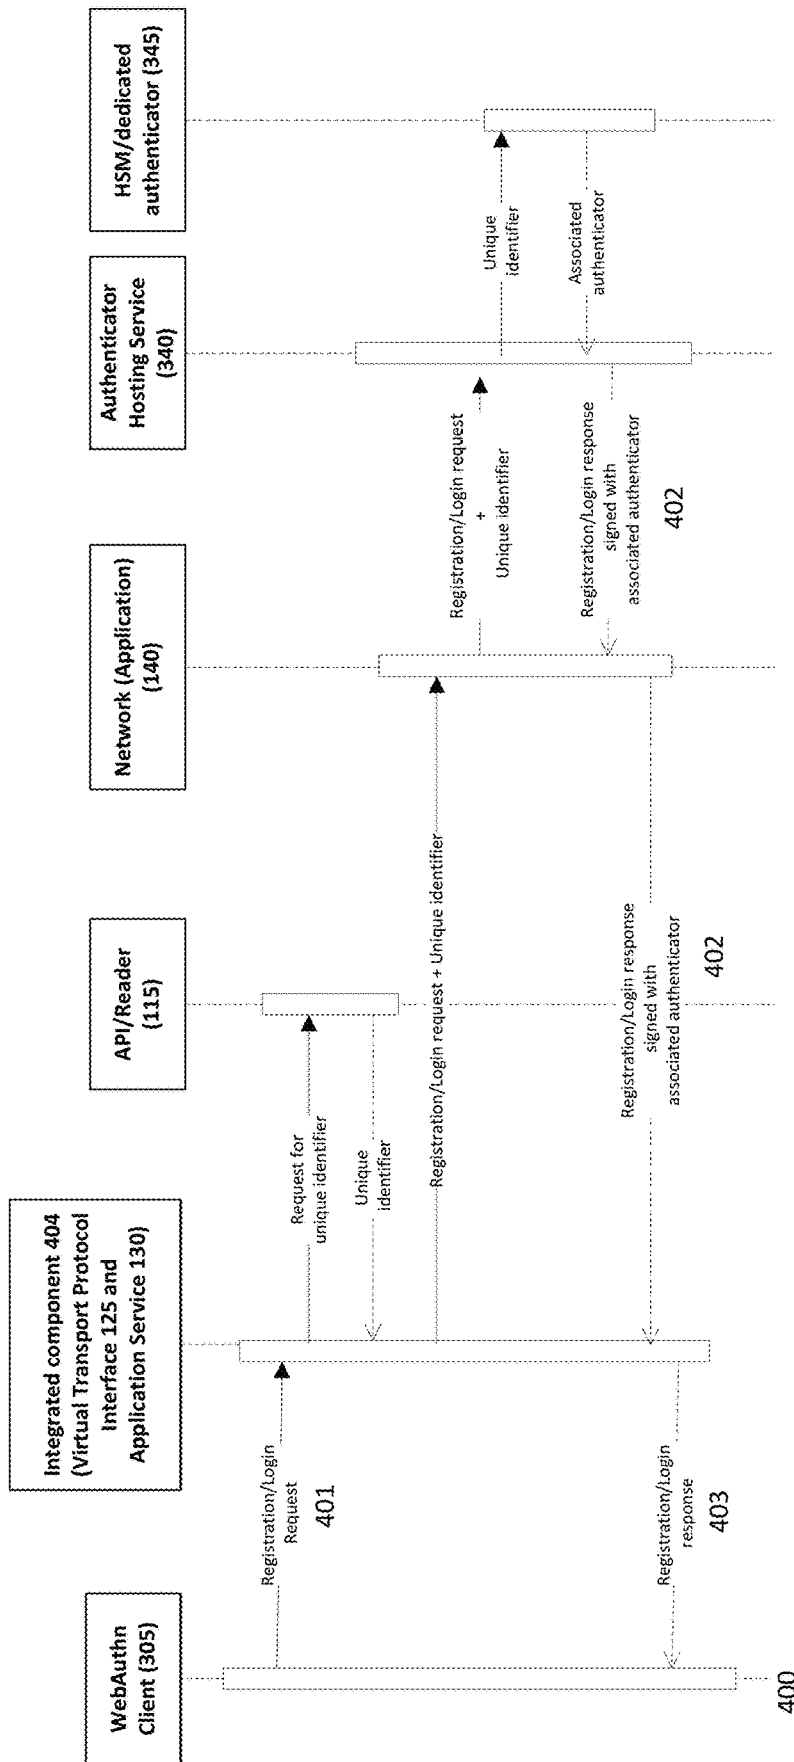 WebAuthn
Client (305)
Integrated component 404
(Virtual Transport Protocol
Interface 125 and
Application Service 130)
API/Reader
(115)
Network (Application)
(140)
Authenticator
Hosting Service
(340)
HSM/dedicated
authenticator (345)
Registration/Login
Request
401
Request for
unique identifier
Unique
identifier
Registration/Login request + Unique identifier
Registration/Login request
+
Unique identifier
Unique
identifier
Associated
authenticator
Registration/Login response
signed with
associated authenticator
402
Registration/Login response
signed with
associated authenticator
402
Registration/Login
response
403
400